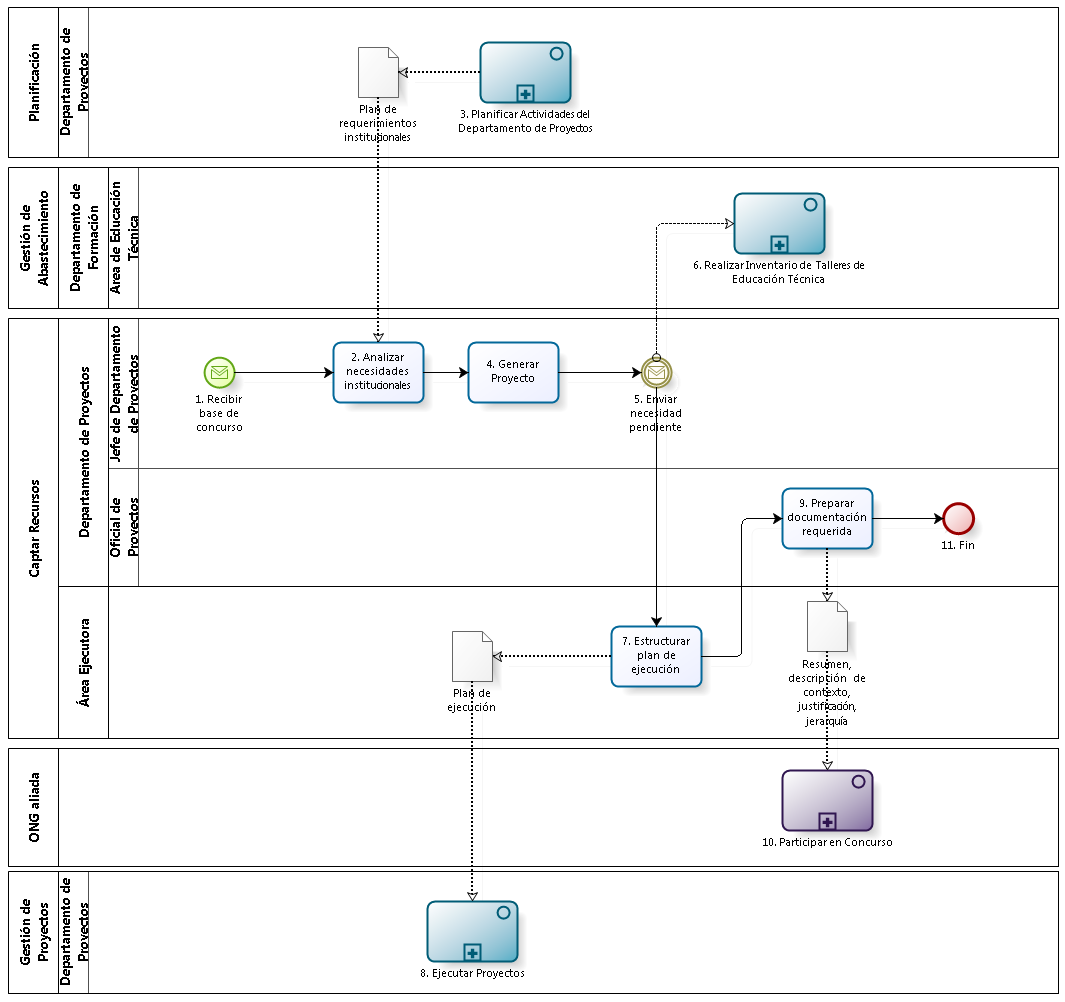 Planificación
Departamento de
Proyectos
Plan de
requerimientos
institucionales
3. Planificar Actividades del
Departamento de Proyectos
Gestión de
Abastecimiento
Departamento de
Formación
Área de Educación
Técnica
6. Realizar Inventario de Talleres de
Educación Técnica
Captar Recursos
Departamento de Proyectos
Jefe de Departamento
de Proyectos
1. Recibir
base de
concurso
2. Analizar
necesidades
institucionales
4. Generar
Proyecto
5. Enviar
necesidad
pendiente
Oficial de
Proyectos
9. Preparar
documentación
requerida
11. Fin
Área Ejecutora
Plan de
ejecución
7. Estructurar
plan de
ejecución
Resumen,
descripción de
contexto,
justificación,
jerarquía
ONG aliada
10. Participar en Concurso
Gestión de
Proyectos
Departamento de
Proyectos
8. Ejecutar Proyectos